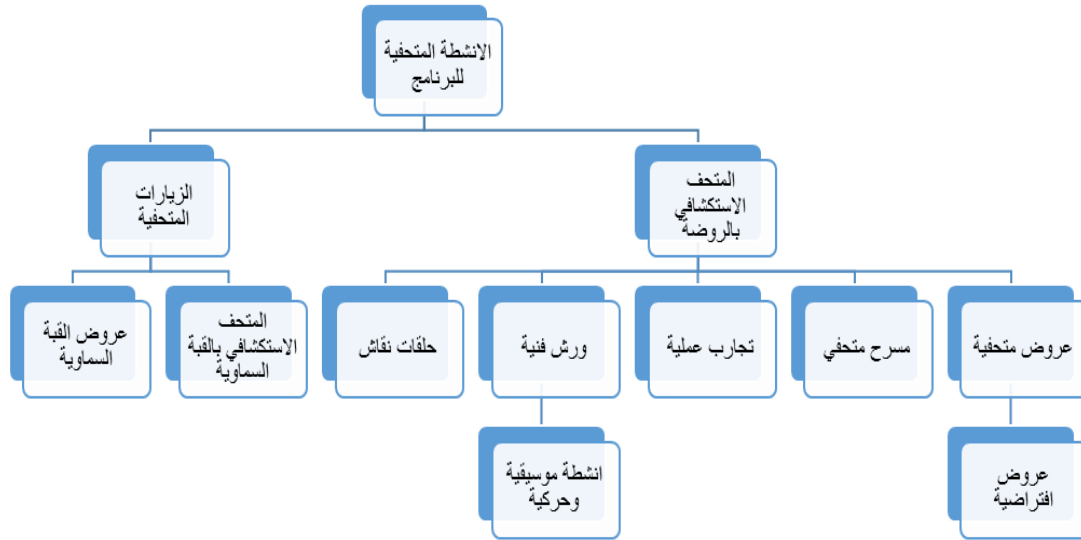 الانشطة المتحفية
للبرنامج
المتحف
الاستكشافي
بالروضة
الزيارات
المتحفية
عروض متحفية
مسرح متحفي
تجارب عملية
ورش فنية
حلقات نقاش
المتحف
الاستكشافي بالقبة
السماوية
عروض القبة
السماوية
عروض
افتراضية
انشطة موسيقية
وحركية